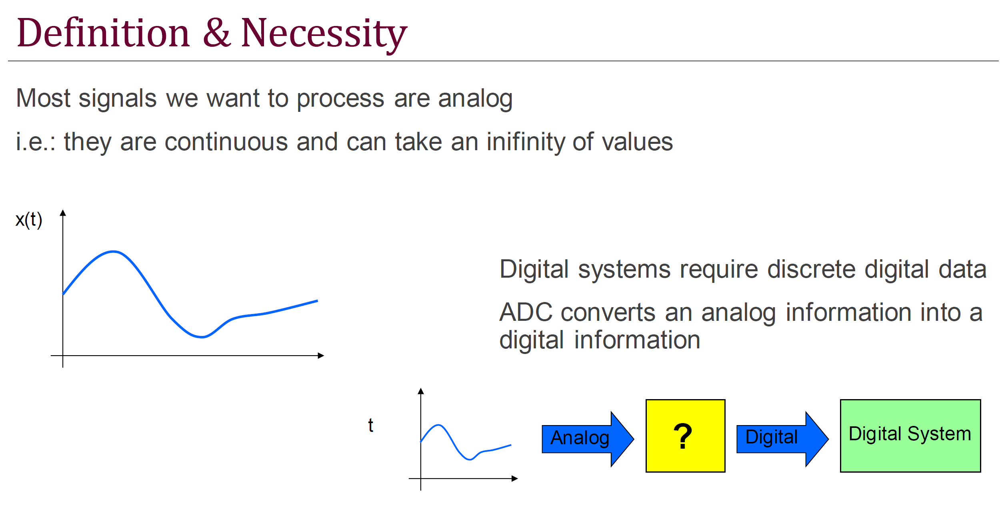 Definition & Necessity
Most signals we want to process are analog
i.e.: they are continuous and can take an inifinity of values
x(t)
Digital systems require discrete digital data
ADC converts an analog information into a
digital information
t
Analog
?
Digital
Digital System